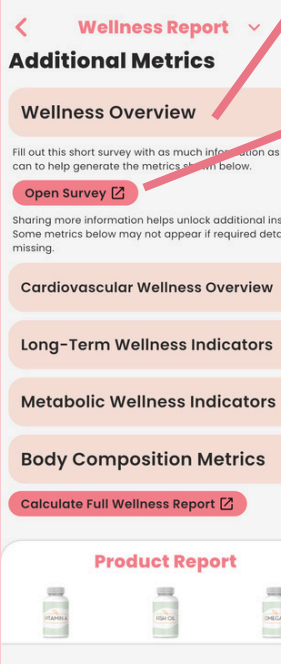 Wellness Report
Additional Metrics
Wellness Overview
Fill out this short survey with as much information as
can to help generate the metrics shown below.
Open Survey
Sharing more information helps unlock additional
Some metrics below may not appear if required
missing.
Cardiovascular Wellness Overview
Long-Term Wellness Indicators
Metabolic Wellness Indicators
Body Composition Metrics
Calculate Full Wellness Report
Product Report
VITAMIN A
FISH OIL